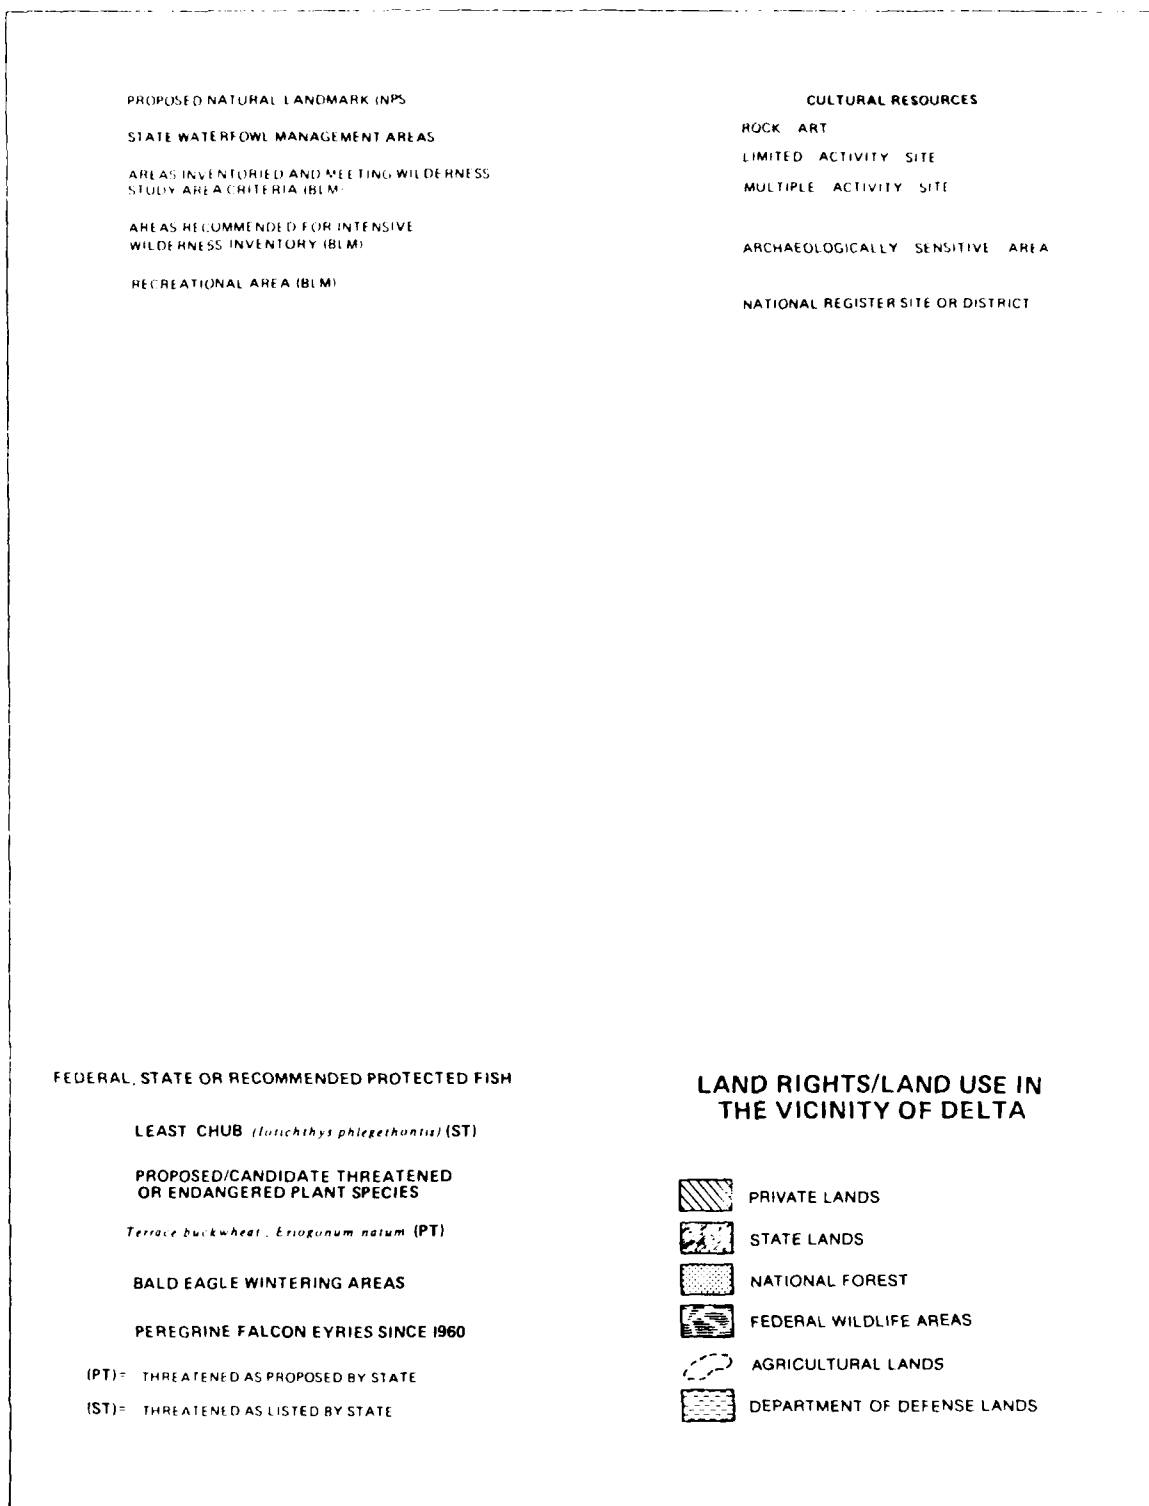 PROPOSED NATURAL LANDMARK (NPS
STATE WATERFOWL MANAGEMENT AREAS
AREAS INVENTORIED AND MEETING WILDERNESS
STUDY AREA CRITERIA (BLM
AREAS RECOMMENDED FOR INTENSIVE
WILDERNESS INVENTORY (BLM)
RECREATIONAL AREA (BLM)
CULTURAL RESOURCES
ROCK ART
LIMITED ACTIVITY SITE
MULTIPLE ACTIVITY SITE
ARCHAEOLOGICALLY SENSITIVE AREA
NATIONAL REGISTER SITE OR DISTRICT
FEDERAL, STATE OR RECOMMENDED PROTECTED FISH
LEAST CHUB (Iotichthys phlegethontis) (ST)
PROPOSED/CANDIDATE THREATENED
OR ENDANGERED PLANT SPECIES
Terrace buckwheat, Eriogonum natum (PT)
BALD EAGLE WINTERING AREAS
PEREGRINE FALCON EYRIES SINCE 1960
(PT)= THREATENED AS PROPOSED BY STATE
(ST)= THREATENED AS LISTED BY STATE
LAND RIGHTS/LAND USE IN
THE VICINITY OF DELTA
PRIVATE LANDS
STATE LANDS
NATIONAL FOREST
FEDERAL WILDLIFE AREAS
AGRICULTURAL LANDS
DEPARTMENT OF DEFENSE LANDS